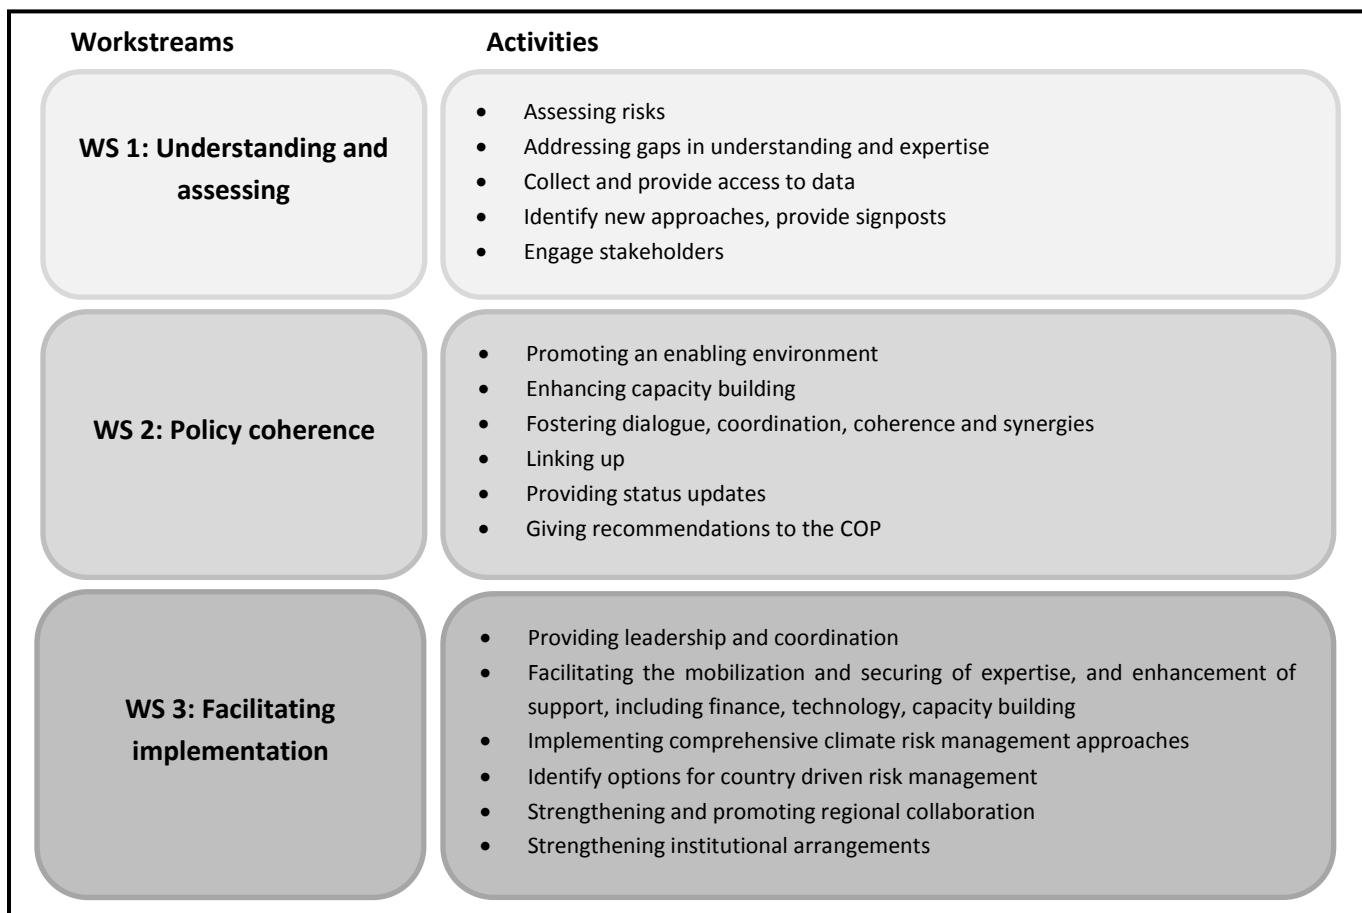 Workstreams
Activities
WS 1: Understanding and
assessing
• Assessing risks
• Addressing gaps in understanding and expertise
• Collect and provide access to data
• Identify new approaches, provide signposts
• Engage stakeholders
WS 2: Policy coherence
• Promoting an enabling environment
• Enhancing capacity building
• Fostering dialogue, coordination, coherence and synergies
• Linking up
• Providing status updates
• Giving recommendations to the COP
WS 3: Facilitating
implementation
• Providing leadership and coordination
• Facilitating the mobilization and securing of expertise, and enhancement of
support, including finance, technology, capacity building
• Implementing comprehensive climate risk management approaches
• Identify options for country driven risk management
• Strengthening and promoting regional collaboration
• Strengthening institutional arrangements